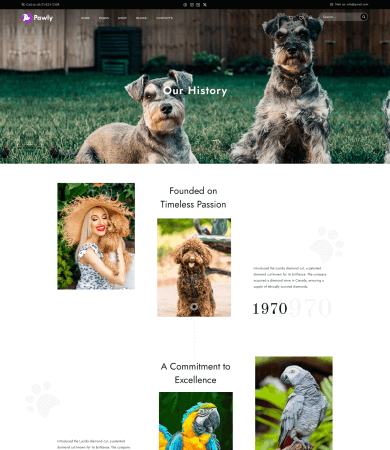 Pawly
HOME
PAGES
SHOP
BLOGS
CONTACTS
Search...
Our History
Founded on
Timeless Passion
Introduced the Lucida diamond cut, a patented
diamond cut known for its brilliance. The company
acquired a diamond mine in Canada, ensuring a
supply of ethically sourced diamonds.
1970
1970
A Commitment to
Excellence
Introduced the Lucida diamond cut, a patented
diamond cut known for its brilliance. The company